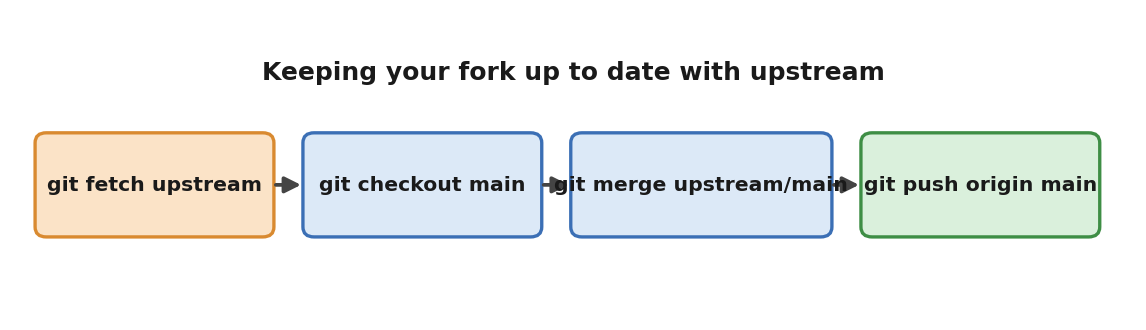 Keeping your fork up to date with upstream
git fetch upstream
git checkout main
git merge upstream/main
git push origin main